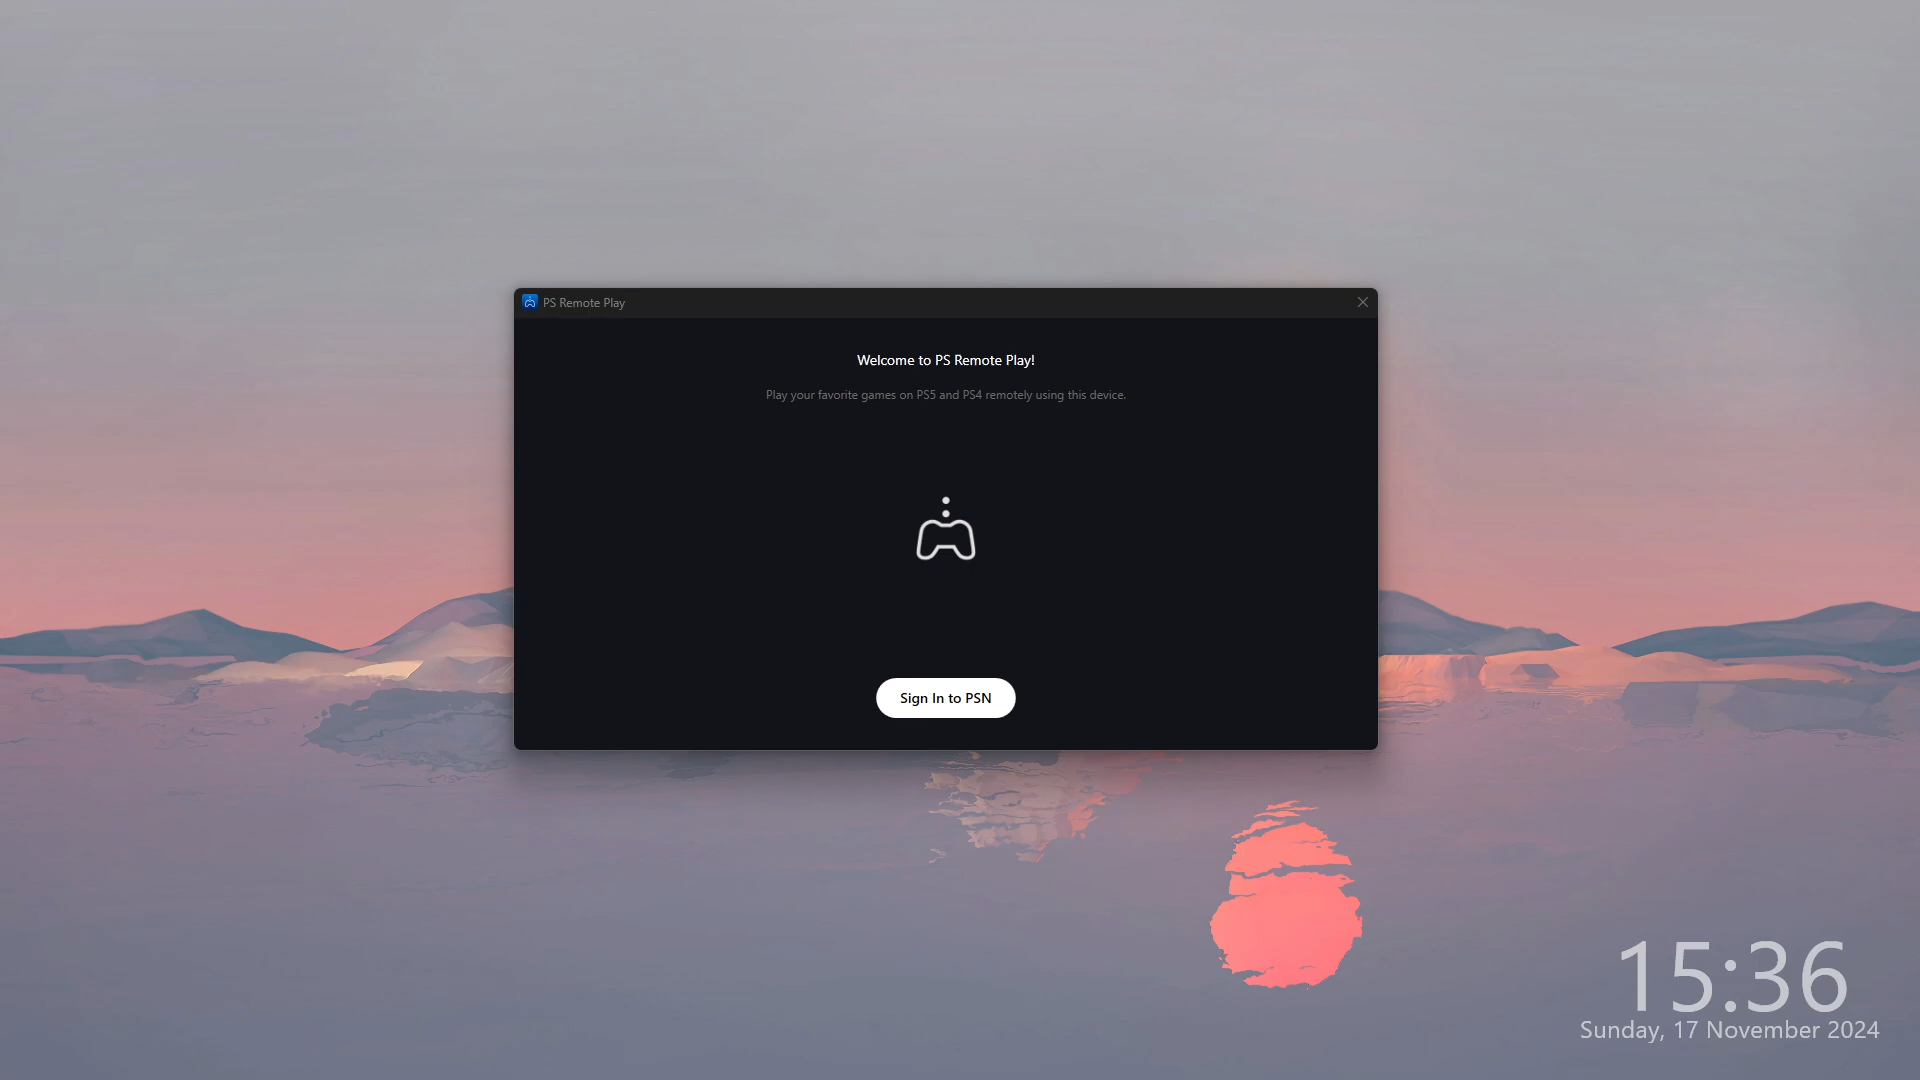 PS Remote Play
Welcome to PS Remote Play!
Play your favorite games on PS5 and PS4 remotely using this device.
Sign In to PSN
15:36
Sunday, 17 November 2024